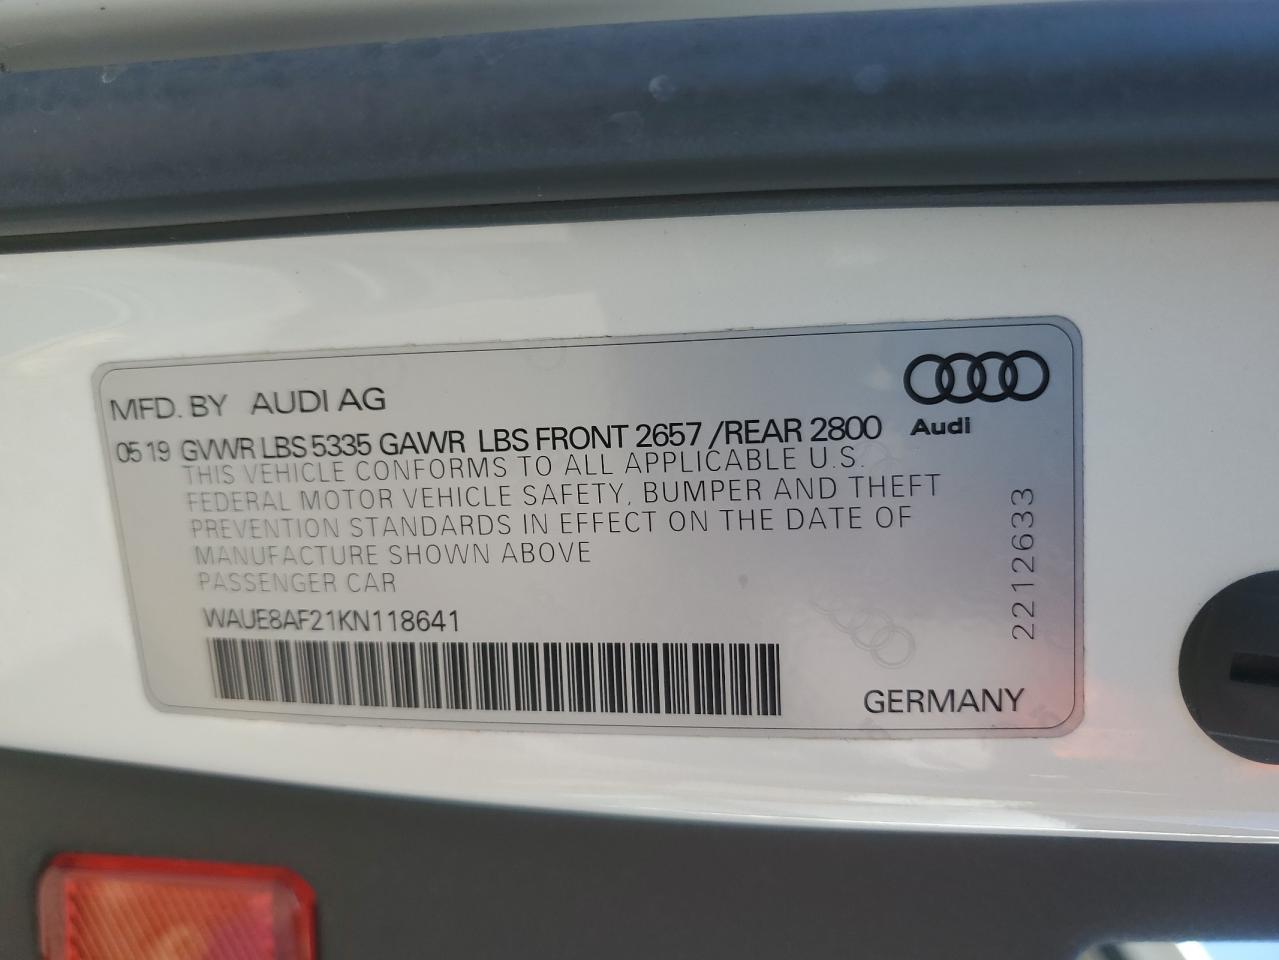 MFD. BY AUDI AG
05 19 GVWR LBS 5335 GAWR LBS FRONT 2657 /REAR 2800
Audi
THIS VEHICLE CONFORMS TO ALL APPLICABLE U.S.
FEDERAL MOTOR VEHICLE SAFETY, BUMPER AND THEFT
PREVENTION STANDARDS IN EFFECT ON THE DATE OF
MANUFACTURE SHOWN ABOVE
PASSENGER CAR
WAUE8AF21KN118641
2212633
GERMANY